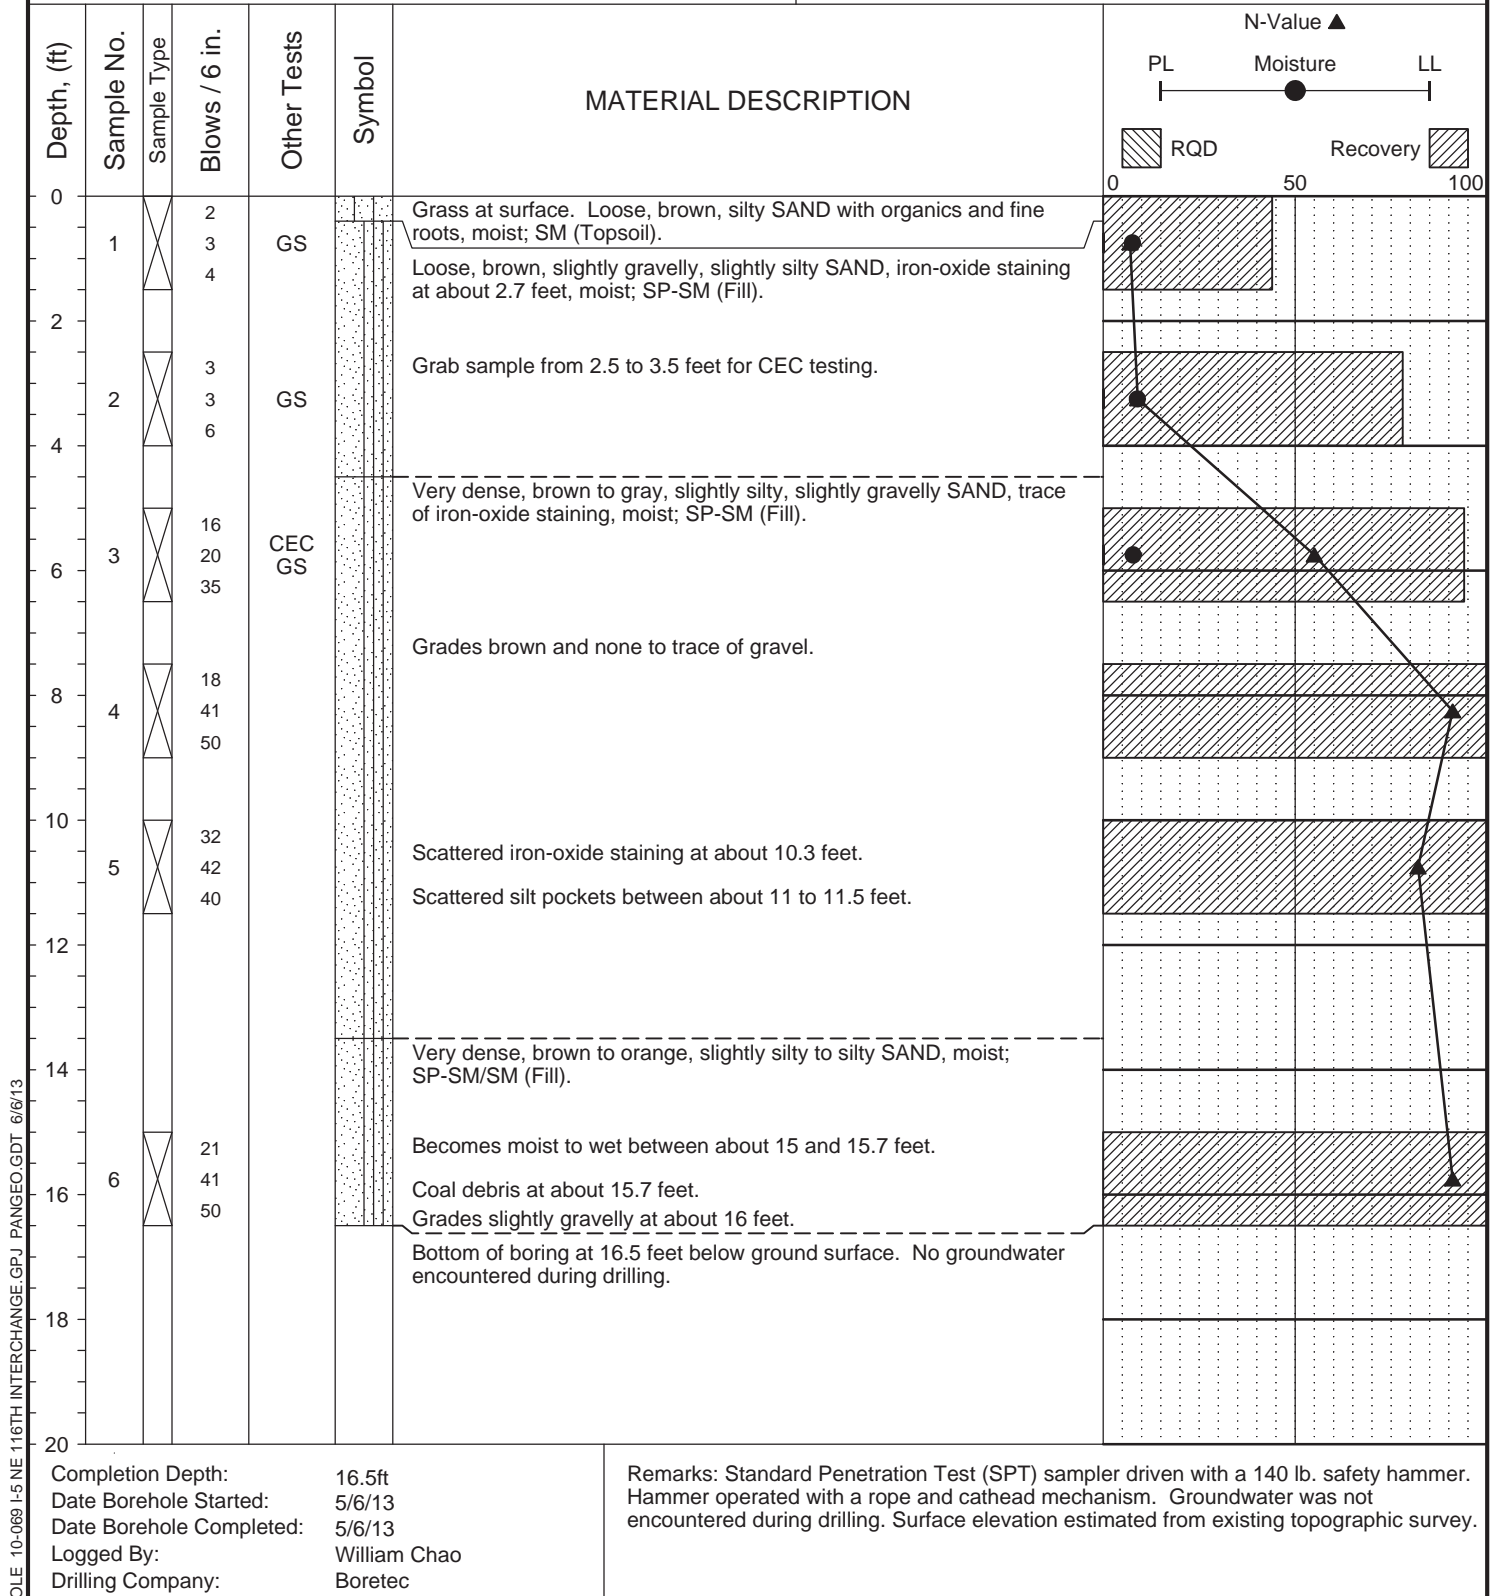 Depth, (ft)
Sample No.
Sample Type
Blows / 6 in.
Other Tests
Symbol
MATERIAL DESCRIPTION
N-Value ▲
PL Moisture LL
RQD Recovery
0 50 100
0
2
4
6
8
10
12
14
16
18
20
1
2
3
4
GS
Grass at surface. Loose, brown, silty SAND with organics and fine
roots, moist; SM (Topsoil).
Loose, brown, slightly gravelly, slightly silty SAND, iron-oxide staining
at about 2.7 feet, moist; SP-SM (Fill).
2
3
3
6
GS
Grab sample from 2.5 to 3.5 feet for CEC testing.
Very dense, brown to gray, slightly silty, slightly gravelly SAND, trace
of iron-oxide staining, moist; SP-SM (Fill).
3
16
20
35
CEC
GS
Grades brown and none to trace of gravel.
4
18
41
50
5
32
42
40
Scattered iron-oxide staining at about 10.3 feet.
Scattered silt pockets between about 11 to 11.5 feet.
Very dense, brown to orange, slightly silty to silty SAND, moist;
SP-SM/SM (Fill).
6
21
41
50
Becomes moist to wet between about 15 and 15.7 feet.
Coal debris at about 15.7 feet.
Grades slightly gravelly at about 16 feet.
Bottom of boring at 16.5 feet below ground surface. No groundwater
encountered during drilling.
Completion Depth: 16.5ft
Date Borehole Started: 5/6/13
Date Borehole Completed: 5/6/13
Logged By: William Chao
Drilling Company: Boretec
Remarks: Standard Penetration Test (SPT) sampler driven with a 140 lb. safety hammer.
Hammer operated with a rope and cathead mechanism. Groundwater was not
encountered during drilling. Surface elevation estimated from existing topographic survey.
OLE 10-069 I-5 NE 116TH INTERCHANGE.GPJ PANGEO.GDT 6/6/13